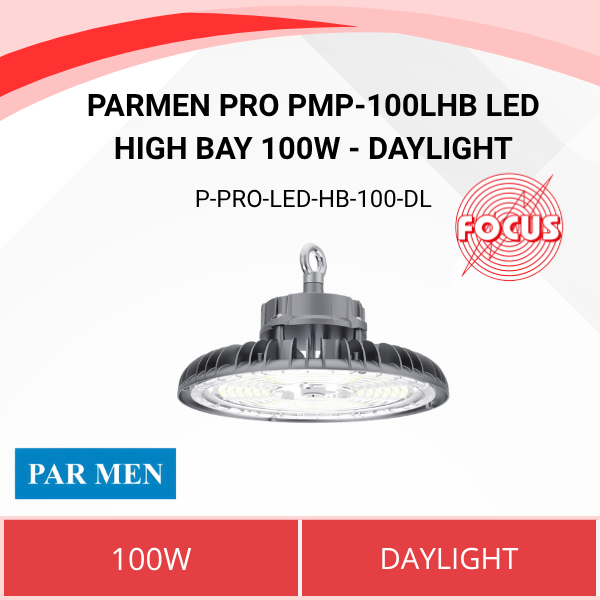 PARMEN PRO PMP-100LHB LED
HIGH BAY 100W - DAYLIGHT
P-PRO-LED-HB-100-DL
FOCUS
PAR MEN
100W
DAYLIGHT